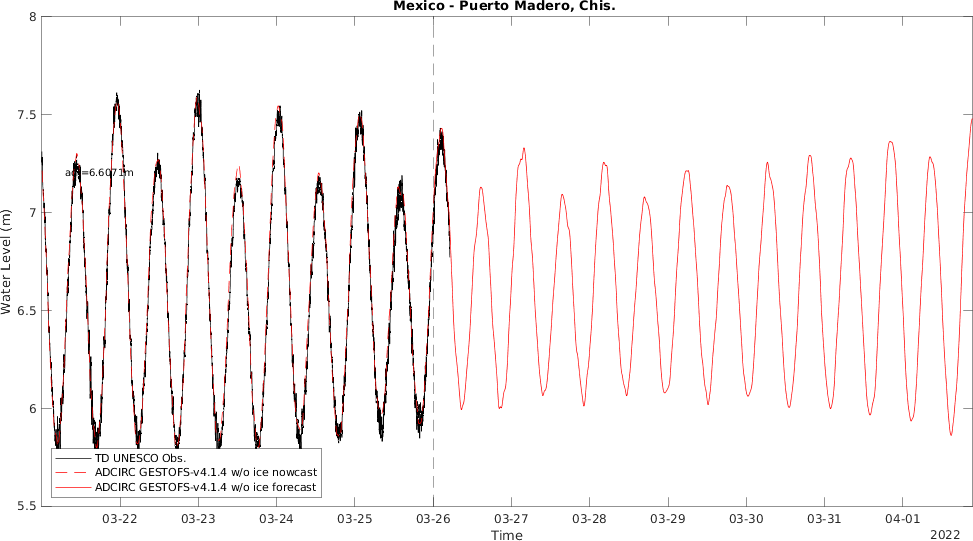 Mexico - Puerto Madero, Chis.
8
7.5
7
6.5
6
5.5
Water Level (m)
TD UNESCO Obs.
ADCIRC GESTOFS-v4.1.4 w/o ice nowcast
ADCIRC GESTOFS-v4.1.4 w/o ice forecast
03-22 03-23 03-24 03-25 03-26 03-27 03-28 03-29 03-30 03-31 04-01
Time
2022